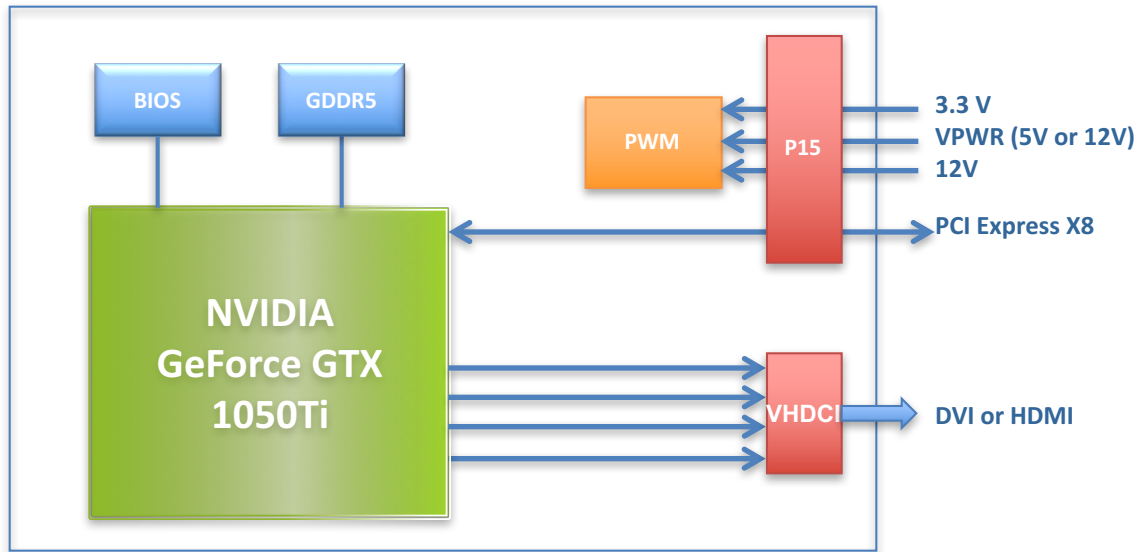 BIOS
GDDR5
PWM
P15
3.3 V
VPWR (5V or 12V)
12V
PCI Express X8
NVIDIA
GeForce GTX
1050Ti
VHDCI
DVI or HDMI